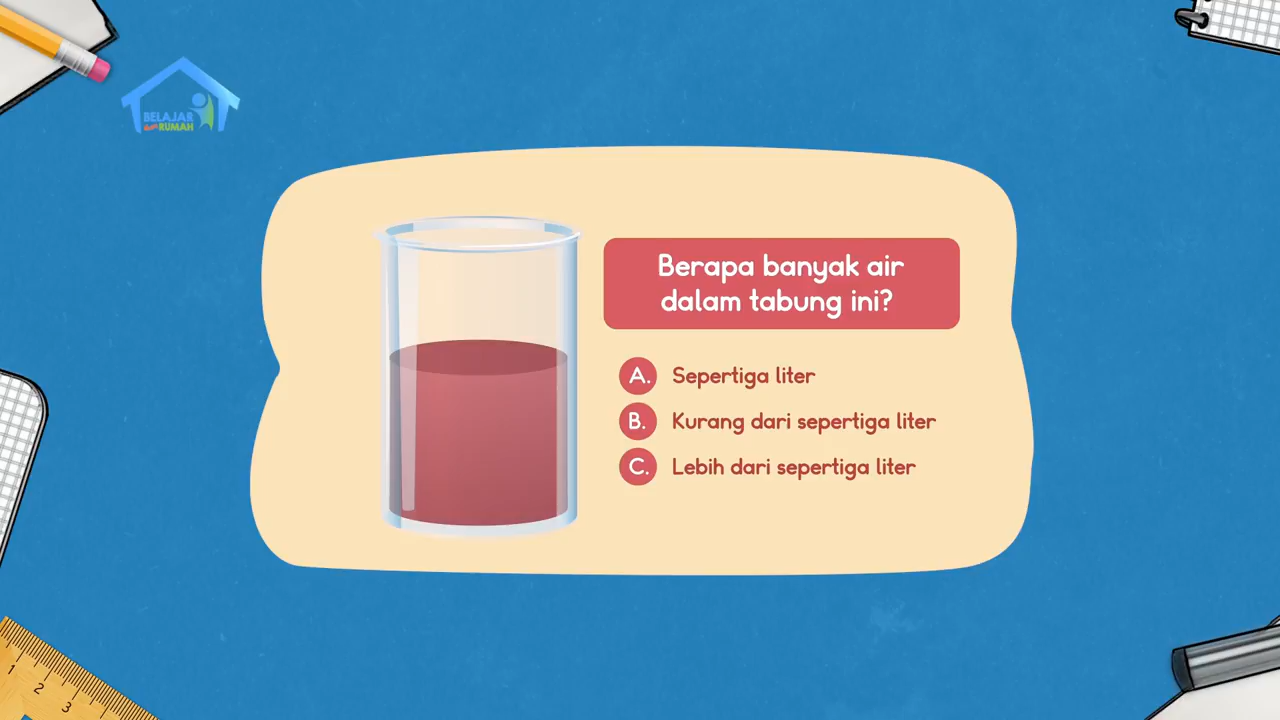 BELAJAR
dari RUMAH
Berapa banyak air
dalam tabung ini?
A. Sepertiga liter
B. Kurang dari sepertiga liter
C. Lebih dari sepertiga liter
1 2 3